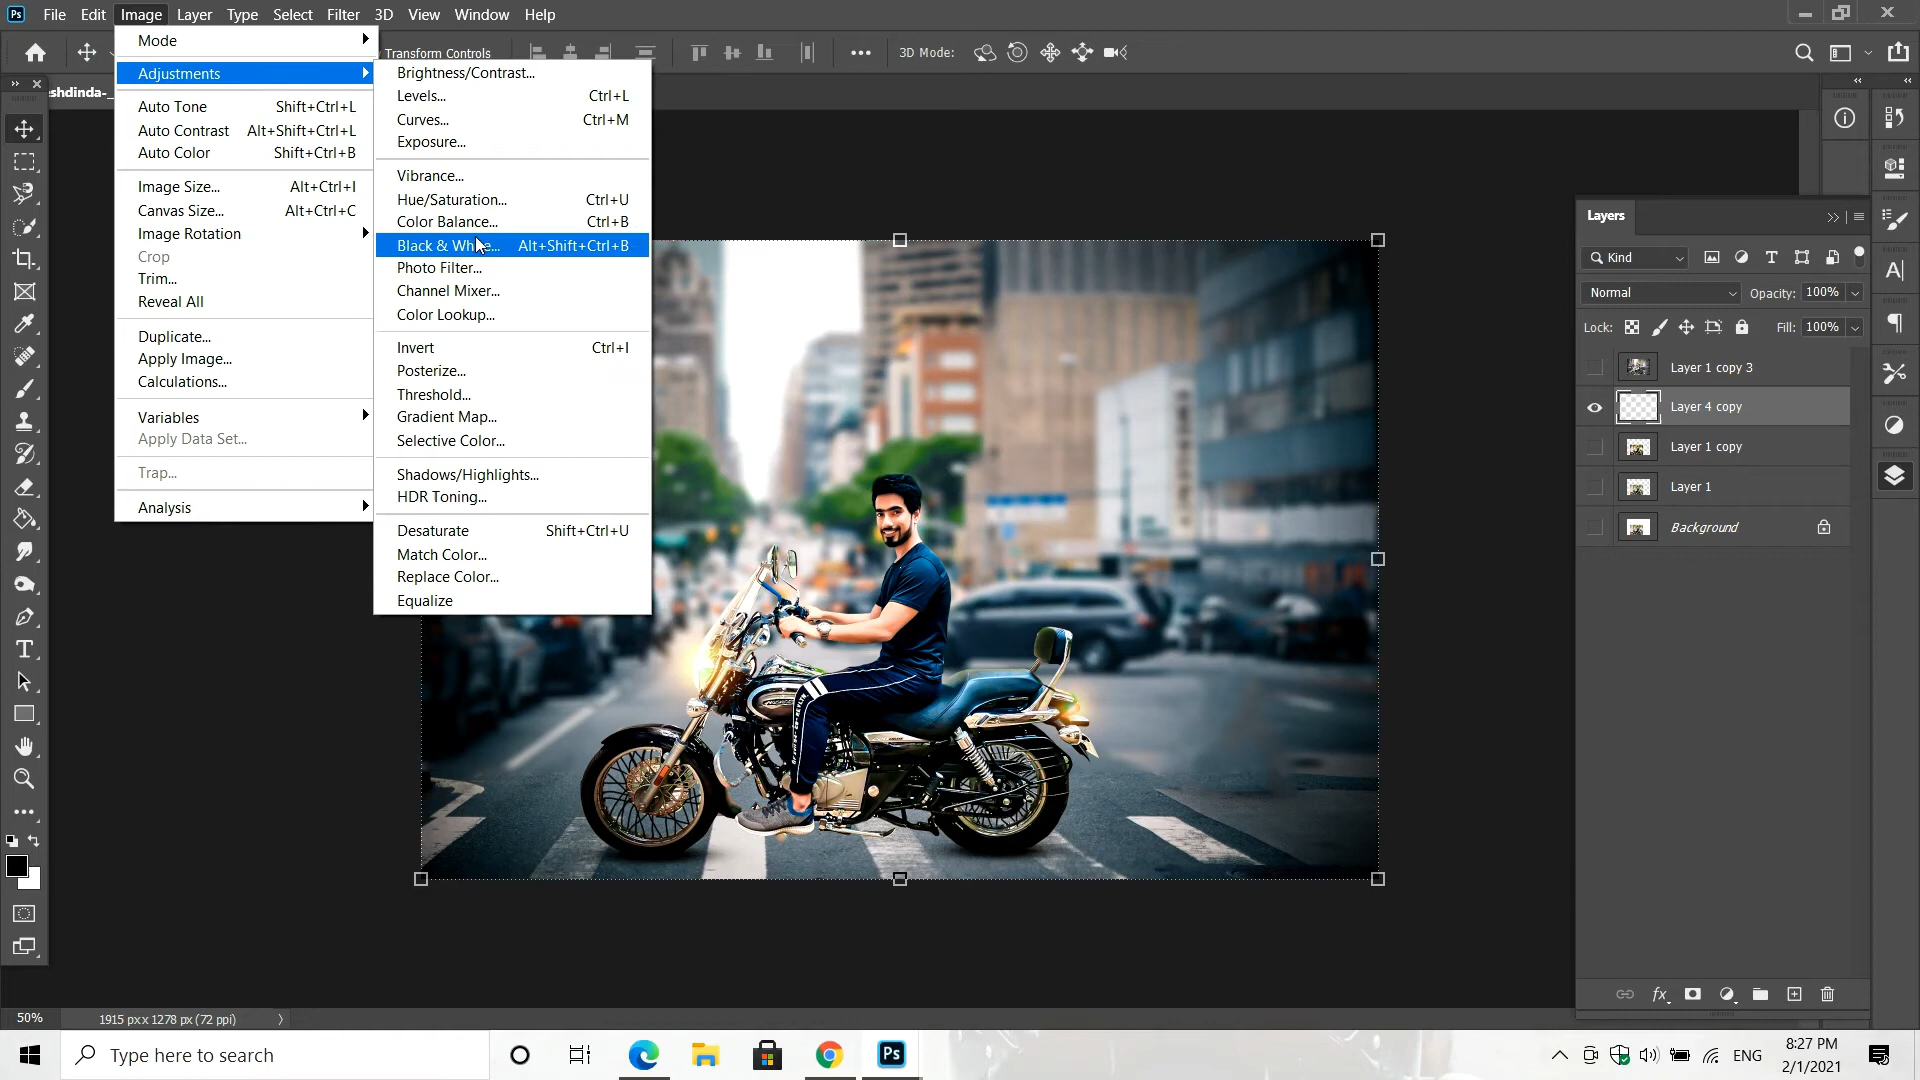 Ps File Edit Image Layer Type Select Filter 3D View Window Help
Transform Controls
3D Mode:
shdinda-_
Mode
Adjustments
Auto Tone Shift+Ctrl+L
Auto Contrast Alt+Shift+Ctrl+L
Auto Color Shift+Ctrl+B
Image Size... Alt+Ctrl+I
Canvas Size... Alt+Ctrl+C
Image Rotation
Crop
Trim...
Reveal All
Duplicate...
Apply Image...
Calculations...
Variables
Apply Data Set...
Trap...
Analysis
Brightness/Contrast...
Levels... Ctrl+L
Curves... Ctrl+M
Exposure...
Vibrance...
Hue/Saturation... Ctrl+U
Color Balance... Ctrl+B
Black & White... Alt+Shift+Ctrl+B
Photo Filter...
Channel Mixer...
Color Lookup...
Invert Ctrl+I
Posterize...
Threshold...
Gradient Map...
Selective Color...
Shadows/Highlights...
HDR Toning...
Desaturate Shift+Ctrl+U
Match Color...
Replace Color...
Equalize
Layers
Kind
Normal Opacity: 100%
Lock: Fill: 100%
Layer 1 copy 3
Layer 4 copy
Layer 1 copy
Layer 1
Background
fx
50% 1915 px x 1278 px (72 ppi)
Type here to search
Ps
ENG
8:27 PM
2/1/2021